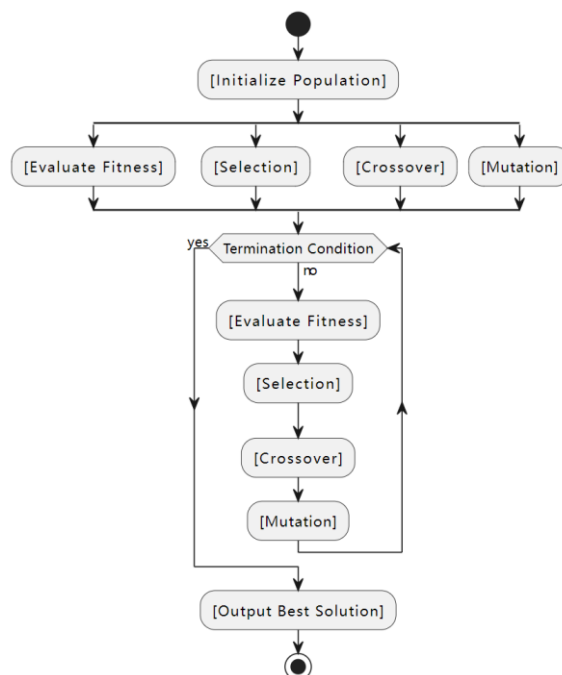 [Initialize Population]
[Evaluate Fitness]
[Selection]
[Crossover]
[Mutation]
yes
Termination Condition
no
[Evaluate Fitness]
[Selection]
[Crossover]
[Mutation]
[Output Best Solution]